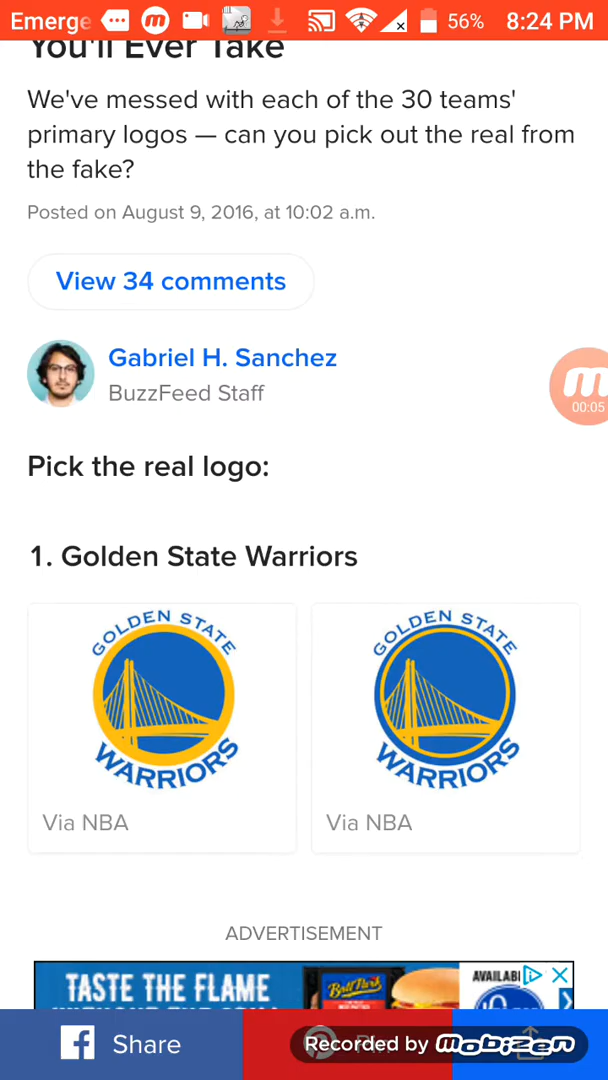 Emerge 56% 8:24 PM
You'll Ever Take
We've messed with each of the 30 teams'
primary logos — can you pick out the real from
the fake?
Posted on August 9, 2016, at 10:02 a.m.
View 34 comments
Gabriel H. Sanchez
BuzzFeed Staff
00:05
Pick the real logo:
1. Golden State Warriors
GOLDEN STATE
WARRIORS
GOLDEN STATE
WARRIORS
Via NBA
Via NBA
ADVERTISEMENT
TASTE THE FLAME
Ball Park
AVAILABL
Share
Recorded by mobizen